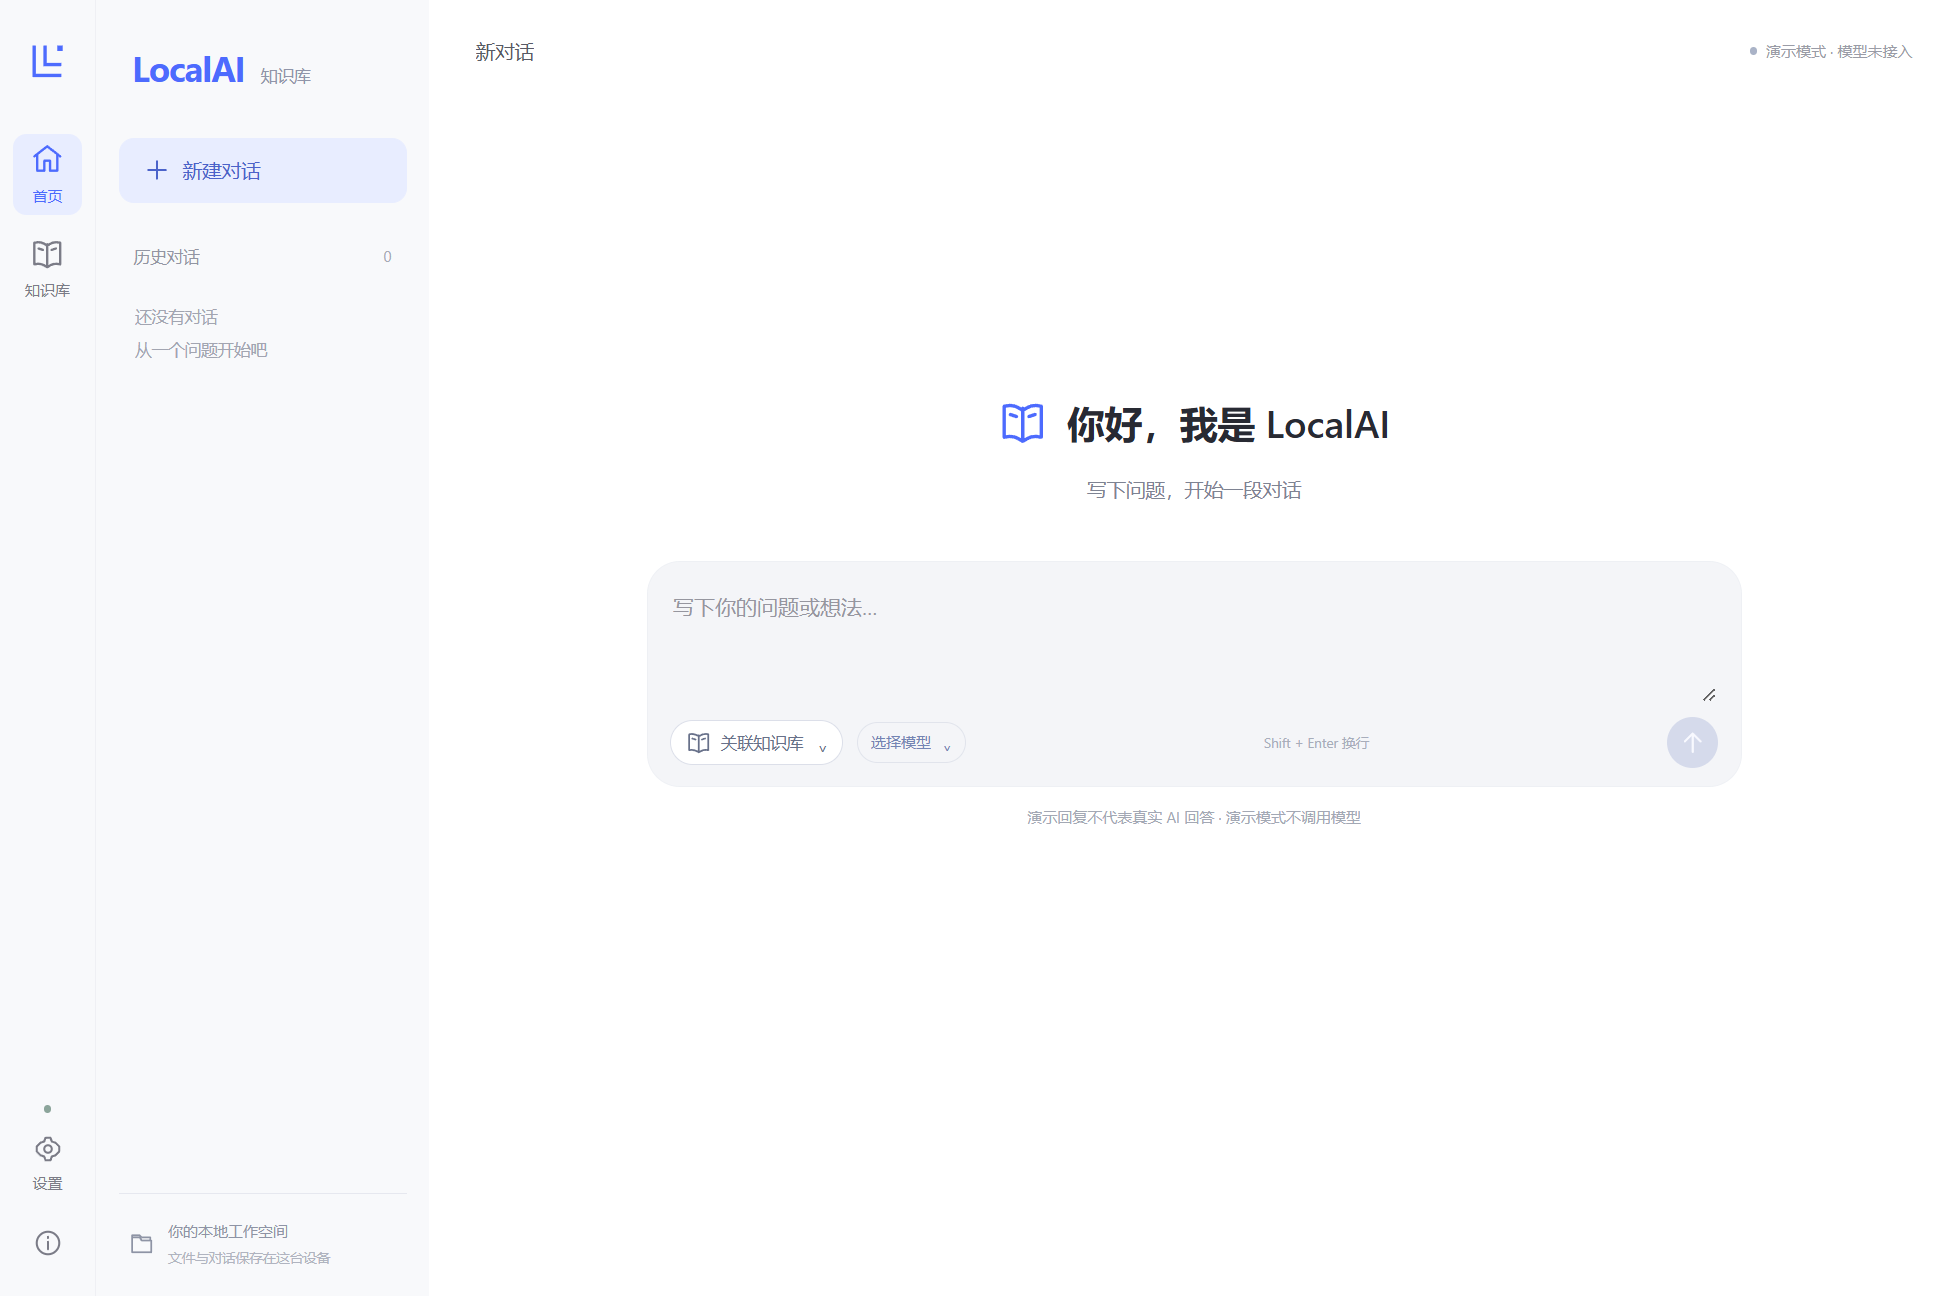 首页
知识库
设置
LocalAI 知识库
新建对话
历史对话 0
还没有对话
从一个问题开始吧
你的本地工作空间
文件与对话保存在这台设备
新对话
演示模式 · 模型未接入
你好，我是 LocalAI
写下问题，开始一段对话
写下你的问题或想法...
关联知识库
选择模型
Shift + Enter 换行
演示回复不代表真实 AI 回答 · 演示模式不调用模型